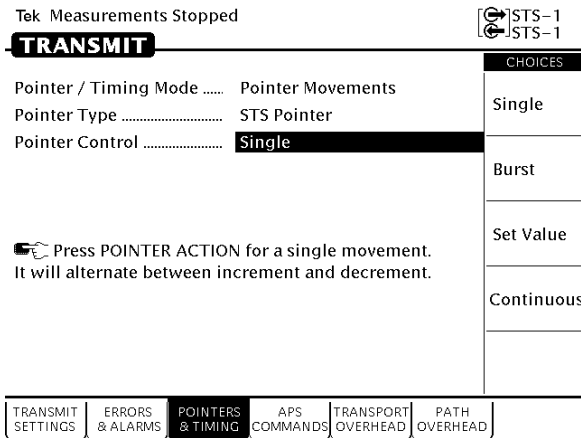 Tek Measurements Stopped
STS-1
STS-1
TRANSMIT
CHOICES
Pointer / Timing Mode ...... Pointer Movements
Pointer Type ............................ STS Pointer
Pointer Control ...................... Single
Single
Burst
Set Value
Continuous
Press POINTER ACTION for a single movement.
It will alternate between increment and decrement.
TRANSMIT SETTINGS
ERRORS & ALARMS
POINTERS & TIMING
APS COMMANDS
TRANSPORT OVERHEAD
PATH OVERHEAD